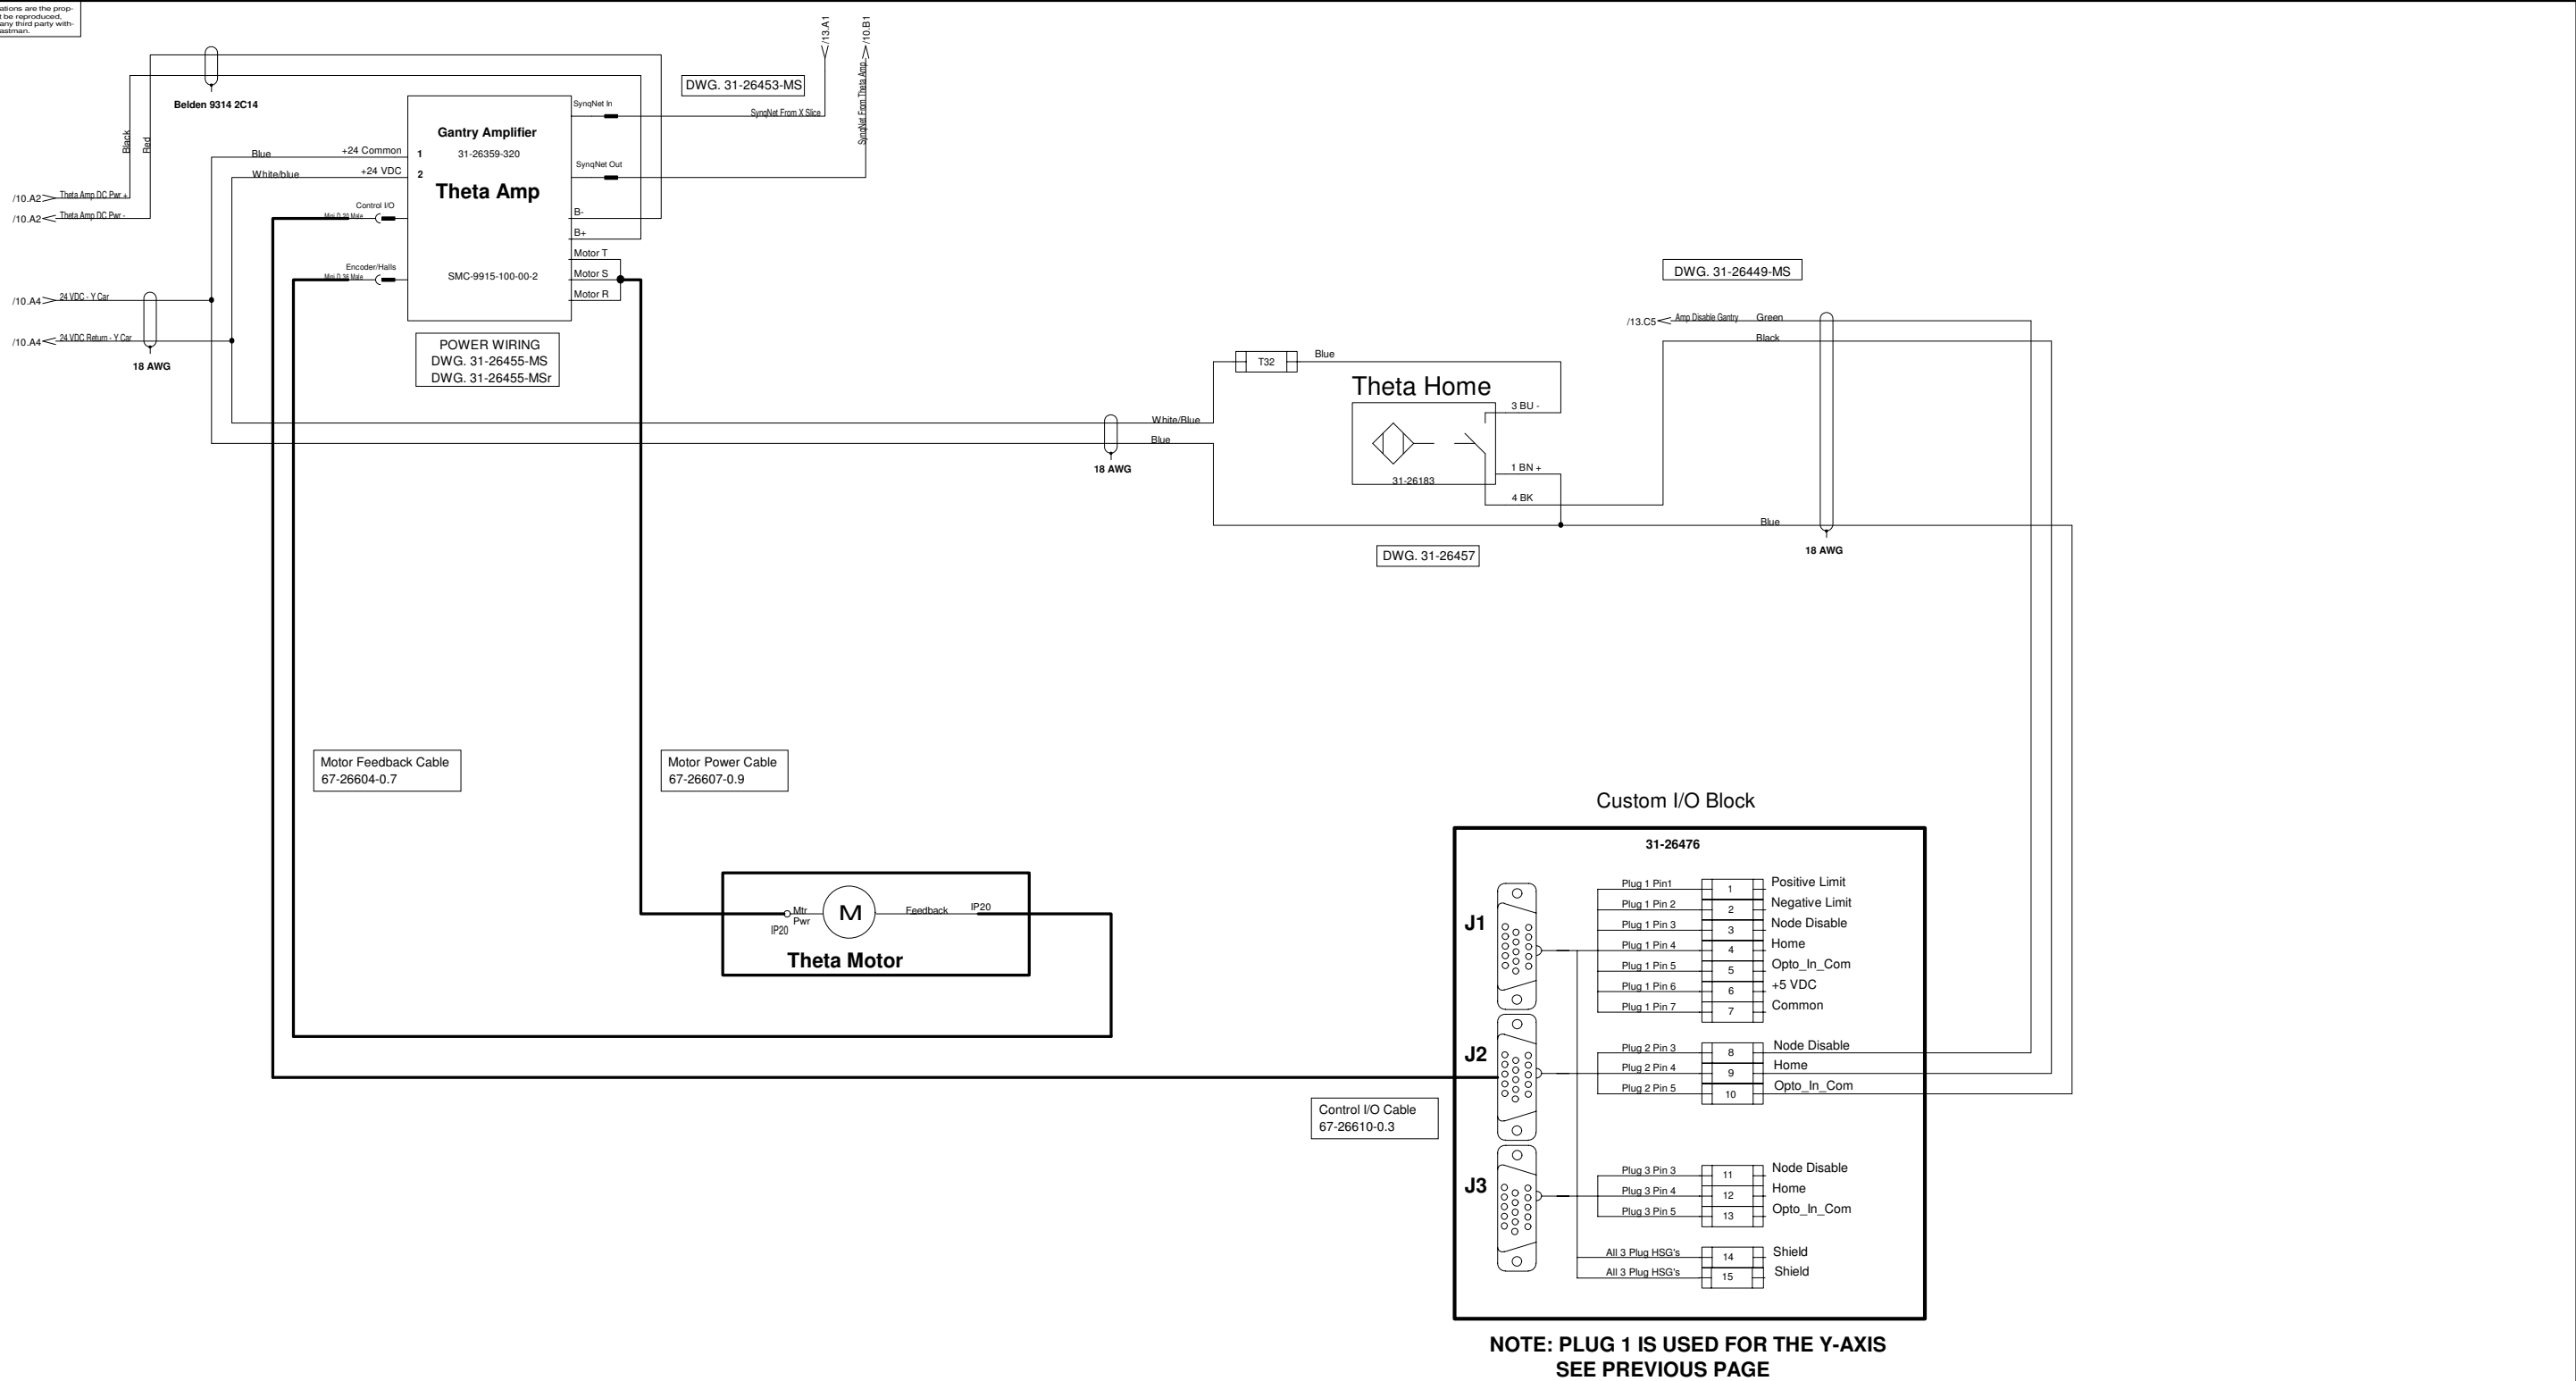 ations are the prop-
t be reproduced,
any third party with-
astman.
/13.A1
/10.B1
SynqNet From Theta Amp
Belden 9314 2C14
DWG. 31-26453-MS
SynqNet From X Slice
Black
Red
SynqNet In
SynqNet Out
Gantry Amplifier
31-26359-320
Theta Amp
SMC-9915-100-00-2
Blue
+24 Common
1
White/blue
+24 VDC
2
Control I/O
Mini D 20 Male
Encoder/Halls
Mini D 26 Male
B-
B+
Motor T
Motor S
Motor R
/10.A2
Theta Amp DC Pwr +
/10.A2
Theta Amp DC Pwr -
/10.A4
24 VDC - Y Car
/10.A4
24 VDC Return - Y Car
18 AWG
POWER WIRING
DWG. 31-26455-MS
DWG. 31-26455-MSr
White/Blue
Blue
18 AWG
T32
Blue
Theta Home
31-26183
3 BU -
1 BN +
4 BK
DWG. 31-26457
DWG. 31-26449-MS
/13.C5
Amp Disable Gantry
Green
Black
Blue
18 AWG
Motor Feedback Cable
67-26604-0.7
Motor Power Cable
67-26607-0.9
Mtr
Pwr
IP20
M
Feedback
IP20
Theta Motor
Control I/O Cable
67-26610-0.3
Custom I/O Block
31-26476
J1
Plug 1 Pin1
1
Positive Limit
Plug 1 Pin 2
2
Negative Limit
Plug 1 Pin 3
3
Node Disable
Plug 1 Pin 4
4
Home
Plug 1 Pin 5
5
Opto_In_Com
Plug 1 Pin 6
6
+5 VDC
Plug 1 Pin 7
7
Common
J2
Plug 2 Pin 3
8
Node Disable
Plug 2 Pin 4
9
Home
Plug 2 Pin 5
10
Opto_In_Com
J3
Plug 3 Pin 3
11
Node Disable
Plug 3 Pin 4
12
Home
Plug 3 Pin 5
13
Opto_In_Com
All 3 Plug HSG's
14
Shield
All 3 Plug HSG's
15
Shield
NOTE: PLUG 1 IS USED FOR THE Y-AXIS
SEE PREVIOUS PAGE